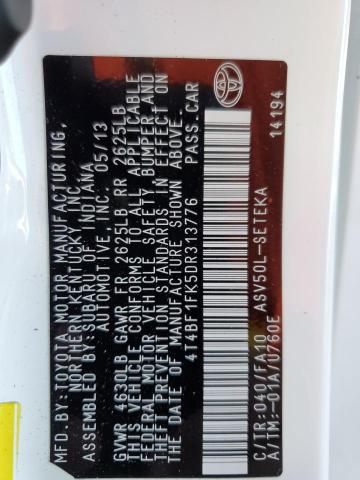 MFD.BY:TOYOTA MOTOR MANUFACTURING,
NORTHERN KENTUCKY, INC.
ASSEMBLED BY:SUBARU OF INDIANA
AUTOMOTIVE,INC. 05/13
GVWR 4630LB GAWR FR 2625LB RR 2625LB
THIS VEHICLE CONFORMS TO ALL APPLICABLE
FEDERAL MOTOR VEHICLE SAFETY, BUMPER,AND
THEFT PREVENTION STANDARDS IN EFFECT ON
THE DATE OF MANUFACTURE SHOWN ABOVE.
4T4BF1FK5DR313776 PASS.CAR
C/TR:040/FA10 ASV50L-SETEKA
A/TM:-01A/U760E 14194
TOYOTA